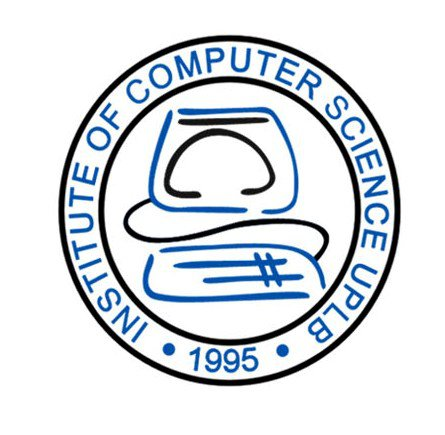 INSTITUTE OF COMPUTER SCIENCE UPLB
• 1995 •